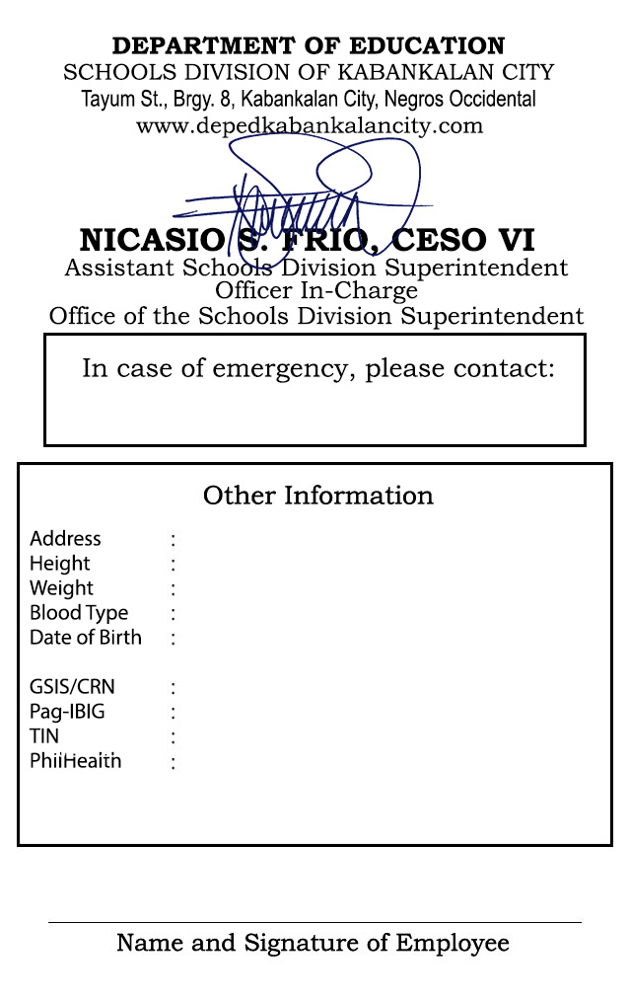 DEPARTMENT OF EDUCATION
SCHOOLS DIVISION OF KABANKALAN CITY
Tayum St., Brgy. 8, Kabankalan City, Negros Occidental
www.depedkabankalancity.com
NICASIO S. FRIO, CESO VI
Assistant Schools Division Superintendent
Officer In-Charge
Office of the Schools Division Superintendent
In case of emergency, please contact:
Other Information
Address :
Height :
Weight :
Blood Type :
Date of Birth :
GSIS/CRN :
Pag-IBIG :
TIN :
PhilHealth :
Name and Signature of Employee